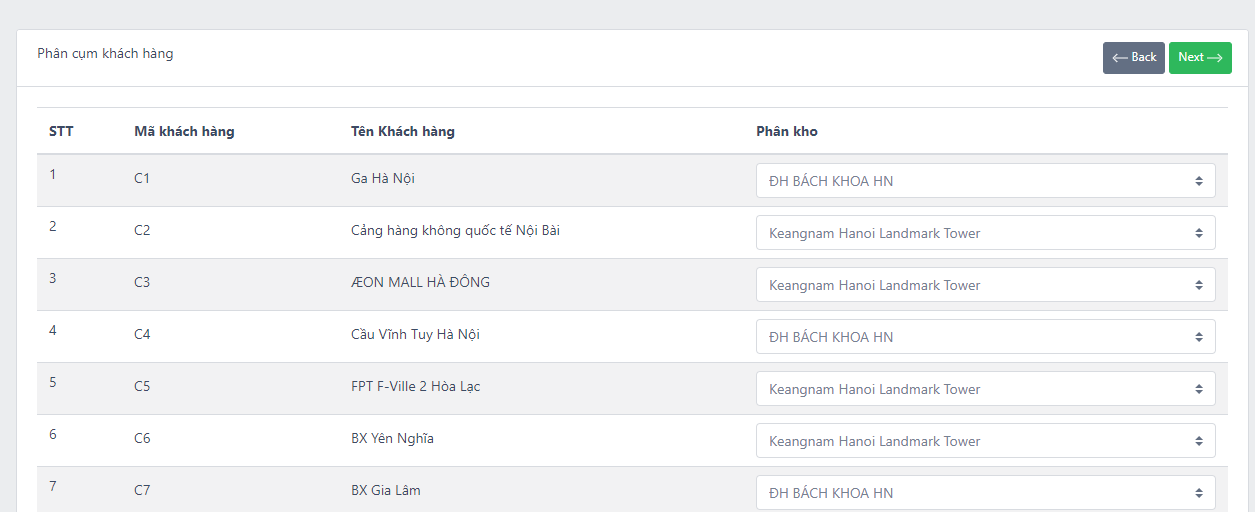 Phân cụm khách hàng
Back Next
STT Mã khách hàng Tên Khách hàng Phân kho
1 C1 Ga Hà Nội ĐH BÁCH KHOA HN
2 C2 Cảng hàng không quốc tế Nội Bài Keangnam Hanoi Landmark Tower
3 C3 ÆON MALL HÀ ĐÔNG Keangnam Hanoi Landmark Tower
4 C4 Cầu Vĩnh Tuy Hà Nội ĐH BÁCH KHOA HN
5 C5 FPT F-Ville 2 Hòa Lạc Keangnam Hanoi Landmark Tower
6 C6 BX Yên Nghĩa Keangnam Hanoi Landmark Tower
7 C7 BX Gia Lâm ĐH BÁCH KHOA HN